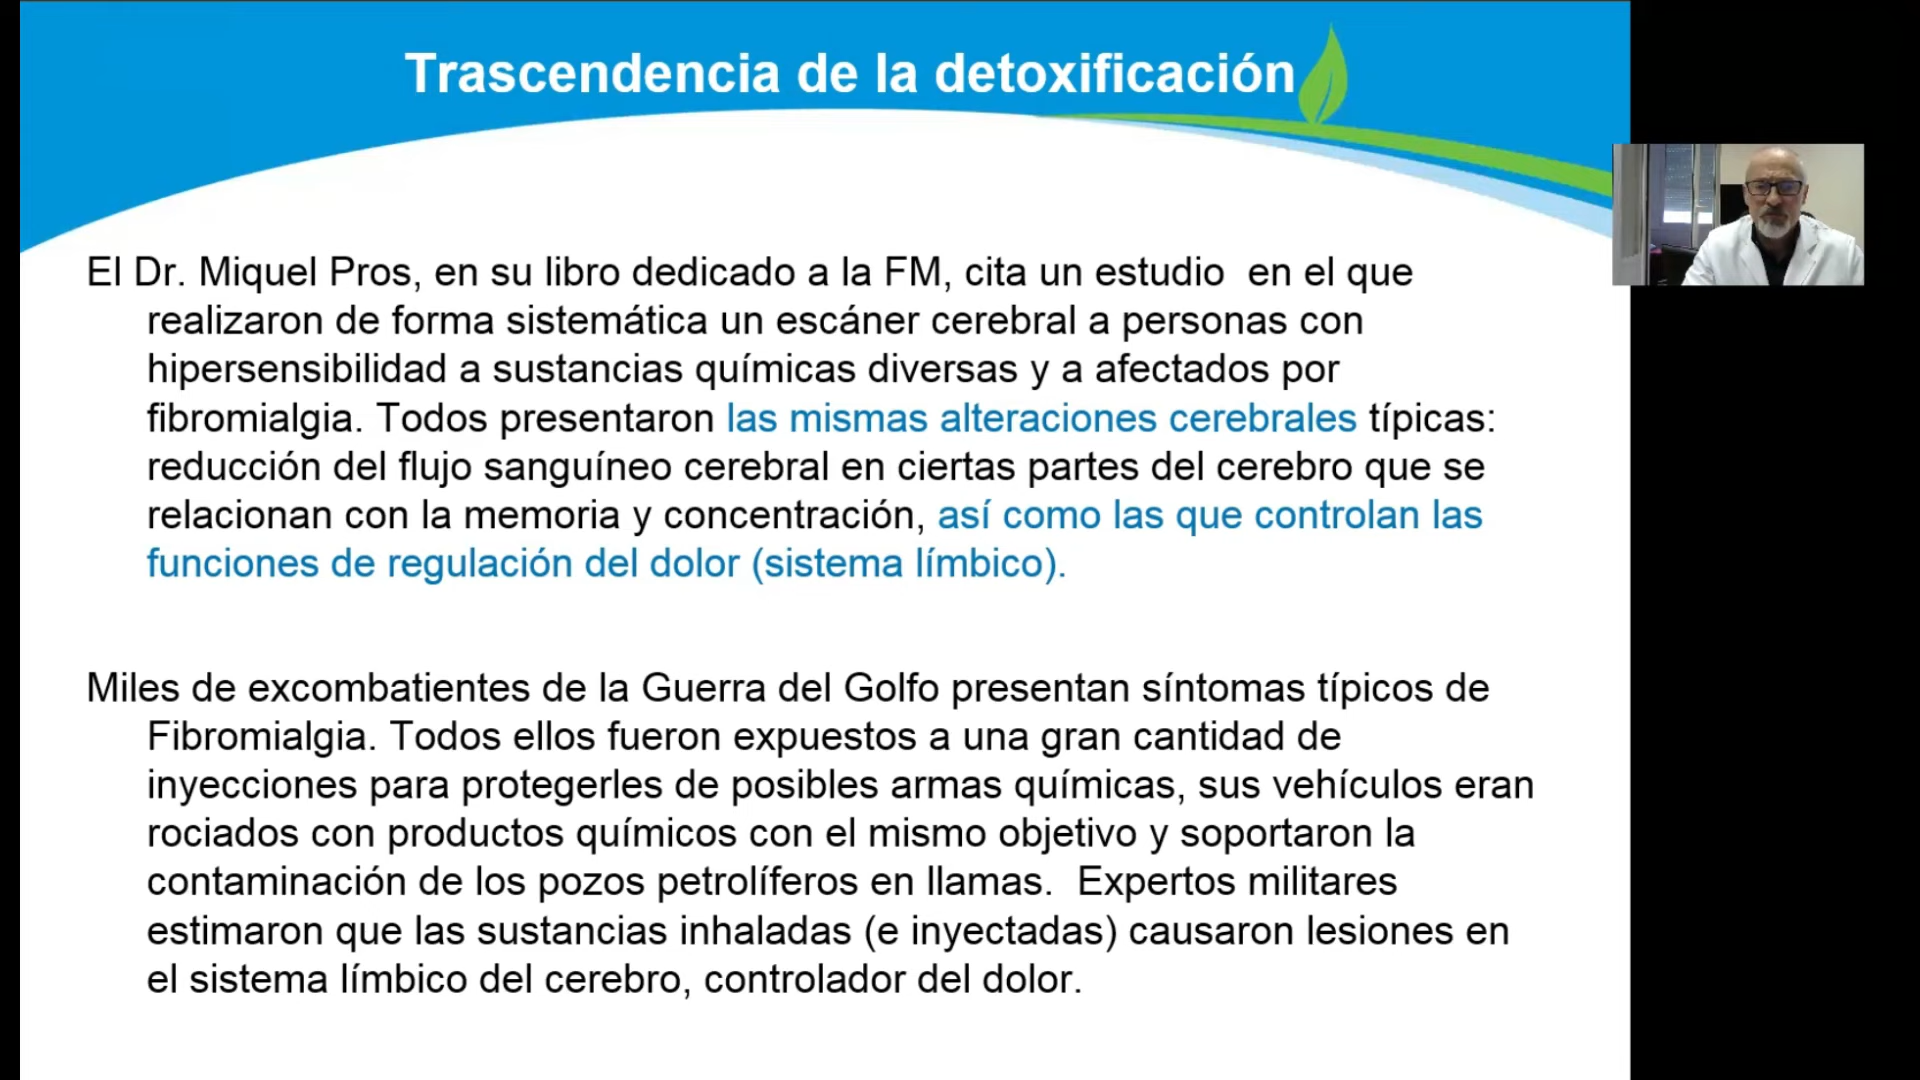 Trascendencia de la detoxificación
El Dr. Miquel Pros, en su libro dedicado a la FM, cita un estudio  en el que
realizaron de forma sistemática un escáner cerebral a personas con
hipersensibilidad a sustancias químicas diversas y a afectados por
fibromialgia. Todos presentaron las mismas alteraciones cerebrales típicas:
reducción del flujo sanguíneo cerebral en ciertas partes del cerebro que se
relacionan con la memoria y concentración, así como las que controlan las
funciones de regulación del dolor (sistema límbico).
Miles de excombatientes de la Guerra del Golfo presentan síntomas típicos de
Fibromialgia. Todos ellos fueron expuestos a una gran cantidad de
inyecciones para protegerles de posibles armas químicas, sus vehículos eran
rociados con productos químicos con el mismo objetivo y soportaron la
contaminación de los pozos petrolíferos en llamas.  Expertos militares
estimaron que las sustancias inhaladas (e inyectadas) causaron lesiones en
el sistema límbico del cerebro, controlador del dolor.